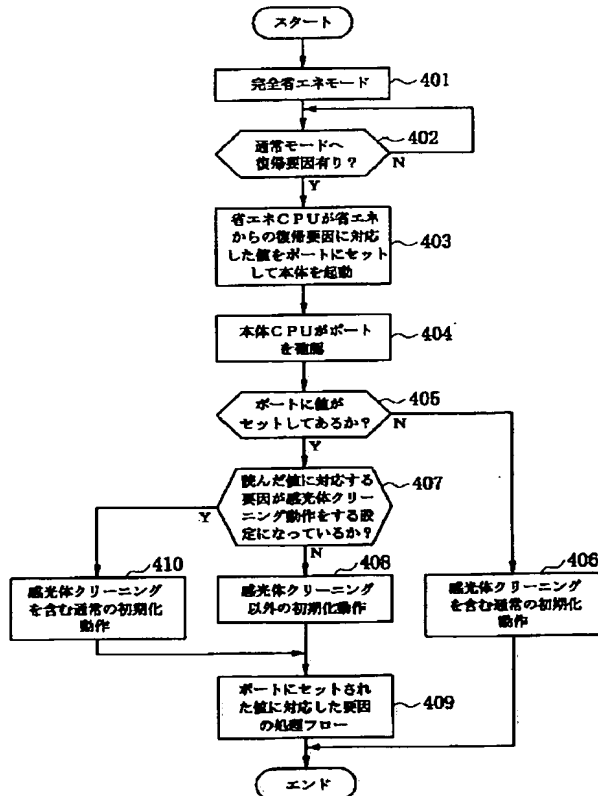 スタート
完全省エネモード
401
通常モードへ
復帰要因有り？
402
N
Y
省エネCPUが省エネ
からの復帰要因に対応
した値をポートにセット
して本体を起動
403
本体CPUがポート
を確認
404
ポートに値が
セットしてあるか？
405
N
Y
読んだ値に対応する
要因が感光体クリー
ニング動作をする設
定になっているか？
407
Y
N
410
感光体クリーニング
を含む通常の初期化
動作
408
感光体クリーニング
以外の初期化動作
406
感光体クリーニング
を含む通常の初期化
動作
ポートにセットされ
た値に対応した要因
の処理フロー
409
エンド